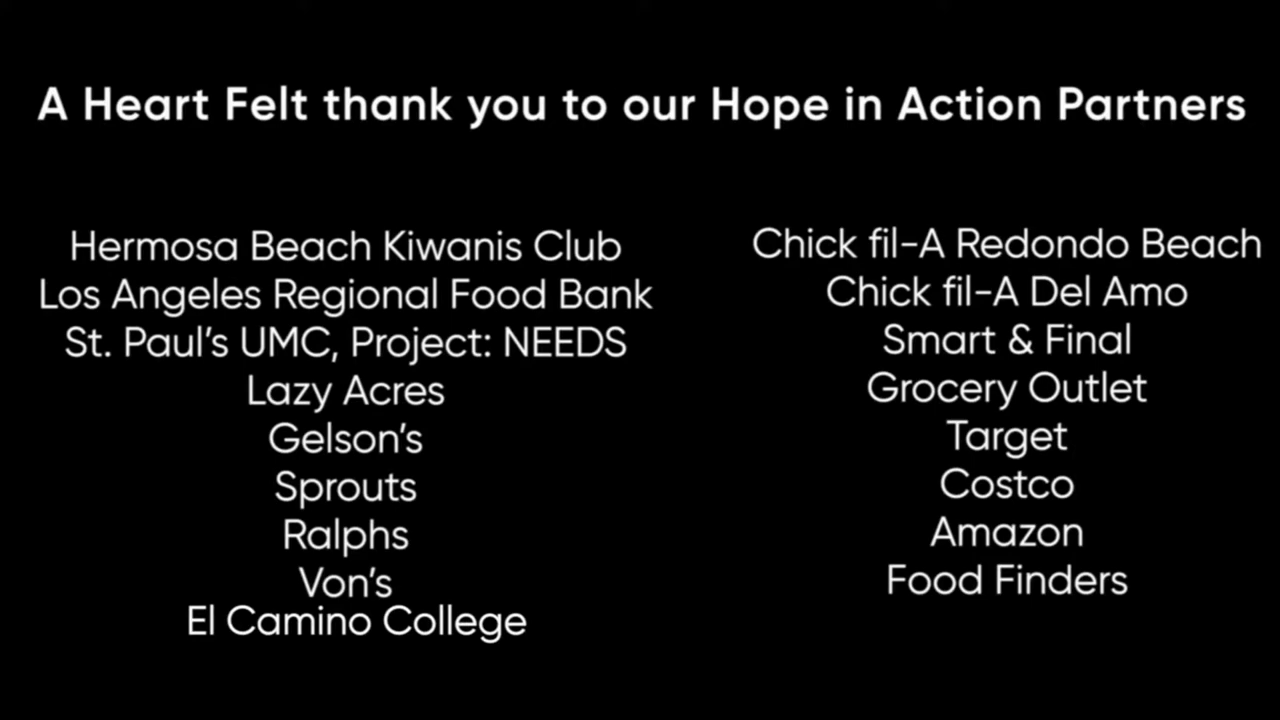 A Heart Felt thank you to our Hope in Action Partners
Hermosa Beach Kiwanis Club
Los Angeles Regional Food Bank
St. Paul's UMC, Project: NEEDS
Lazy Acres
Gelson's
Sprouts
Ralphs
Von's
El Camino College
Chick fil-A Redondo Beach
Chick fil-A Del Amo
Smart & Final
Grocery Outlet
Target
Costco
Amazon
Food Finders